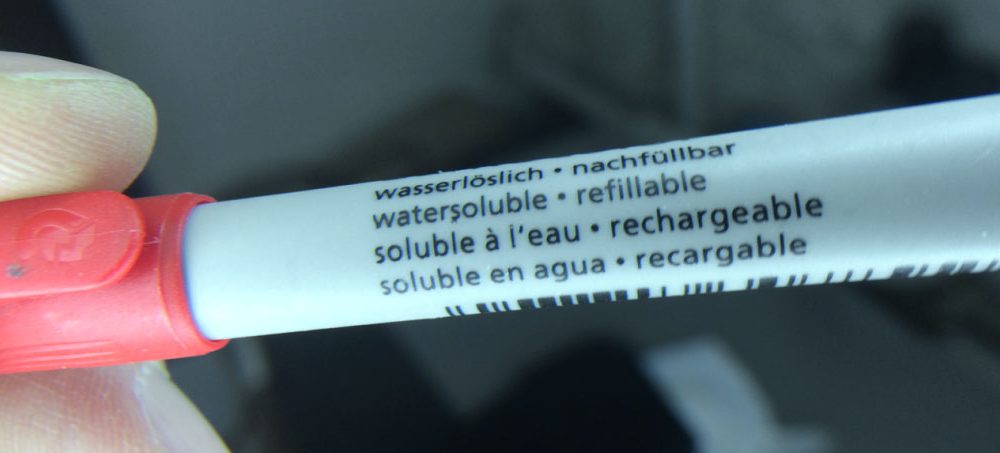 wasserlöslich • nachfüllbar
watersoluble • refillable
soluble à l'eau • rechargeable
soluble en agua • recargable